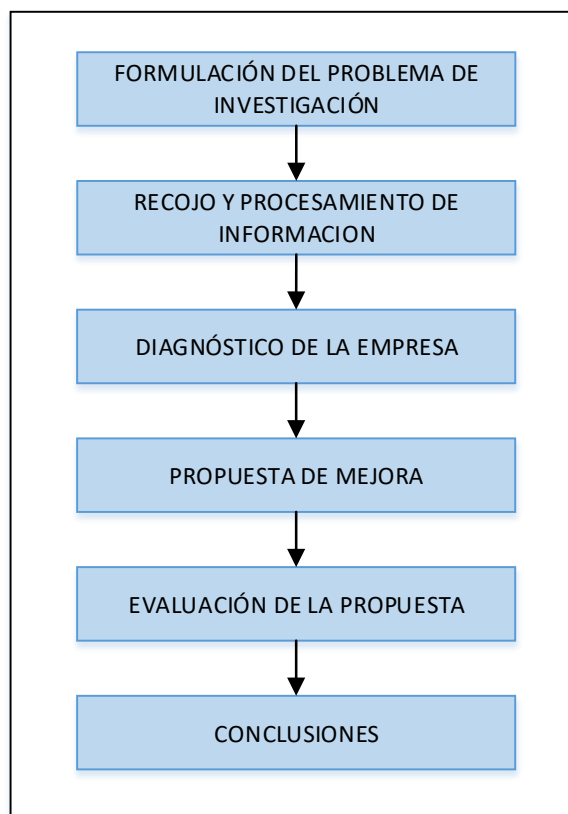 FORMULACIÓN DEL PROBLEMA DE
INVESTIGACIÓN
RECOJO Y PROCESAMIENTO DE
INFORMACION
DIAGNÓSTICO DE LA EMPRESA
PROPUESTA DE MEJORA
EVALUACIÓN DE LA PROPUESTA
CONCLUSIONES